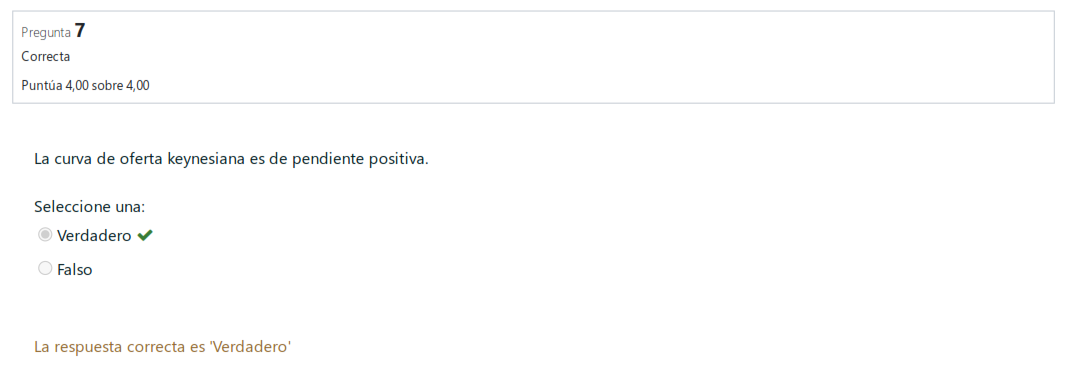 Pregunta 7
Correcta
Puntúa 4,00 sobre 4,00
La curva de oferta keynesiana es de pendiente positiva.
Seleccione una:
Verdadero
Falso
La respuesta correcta es 'Verdadero'